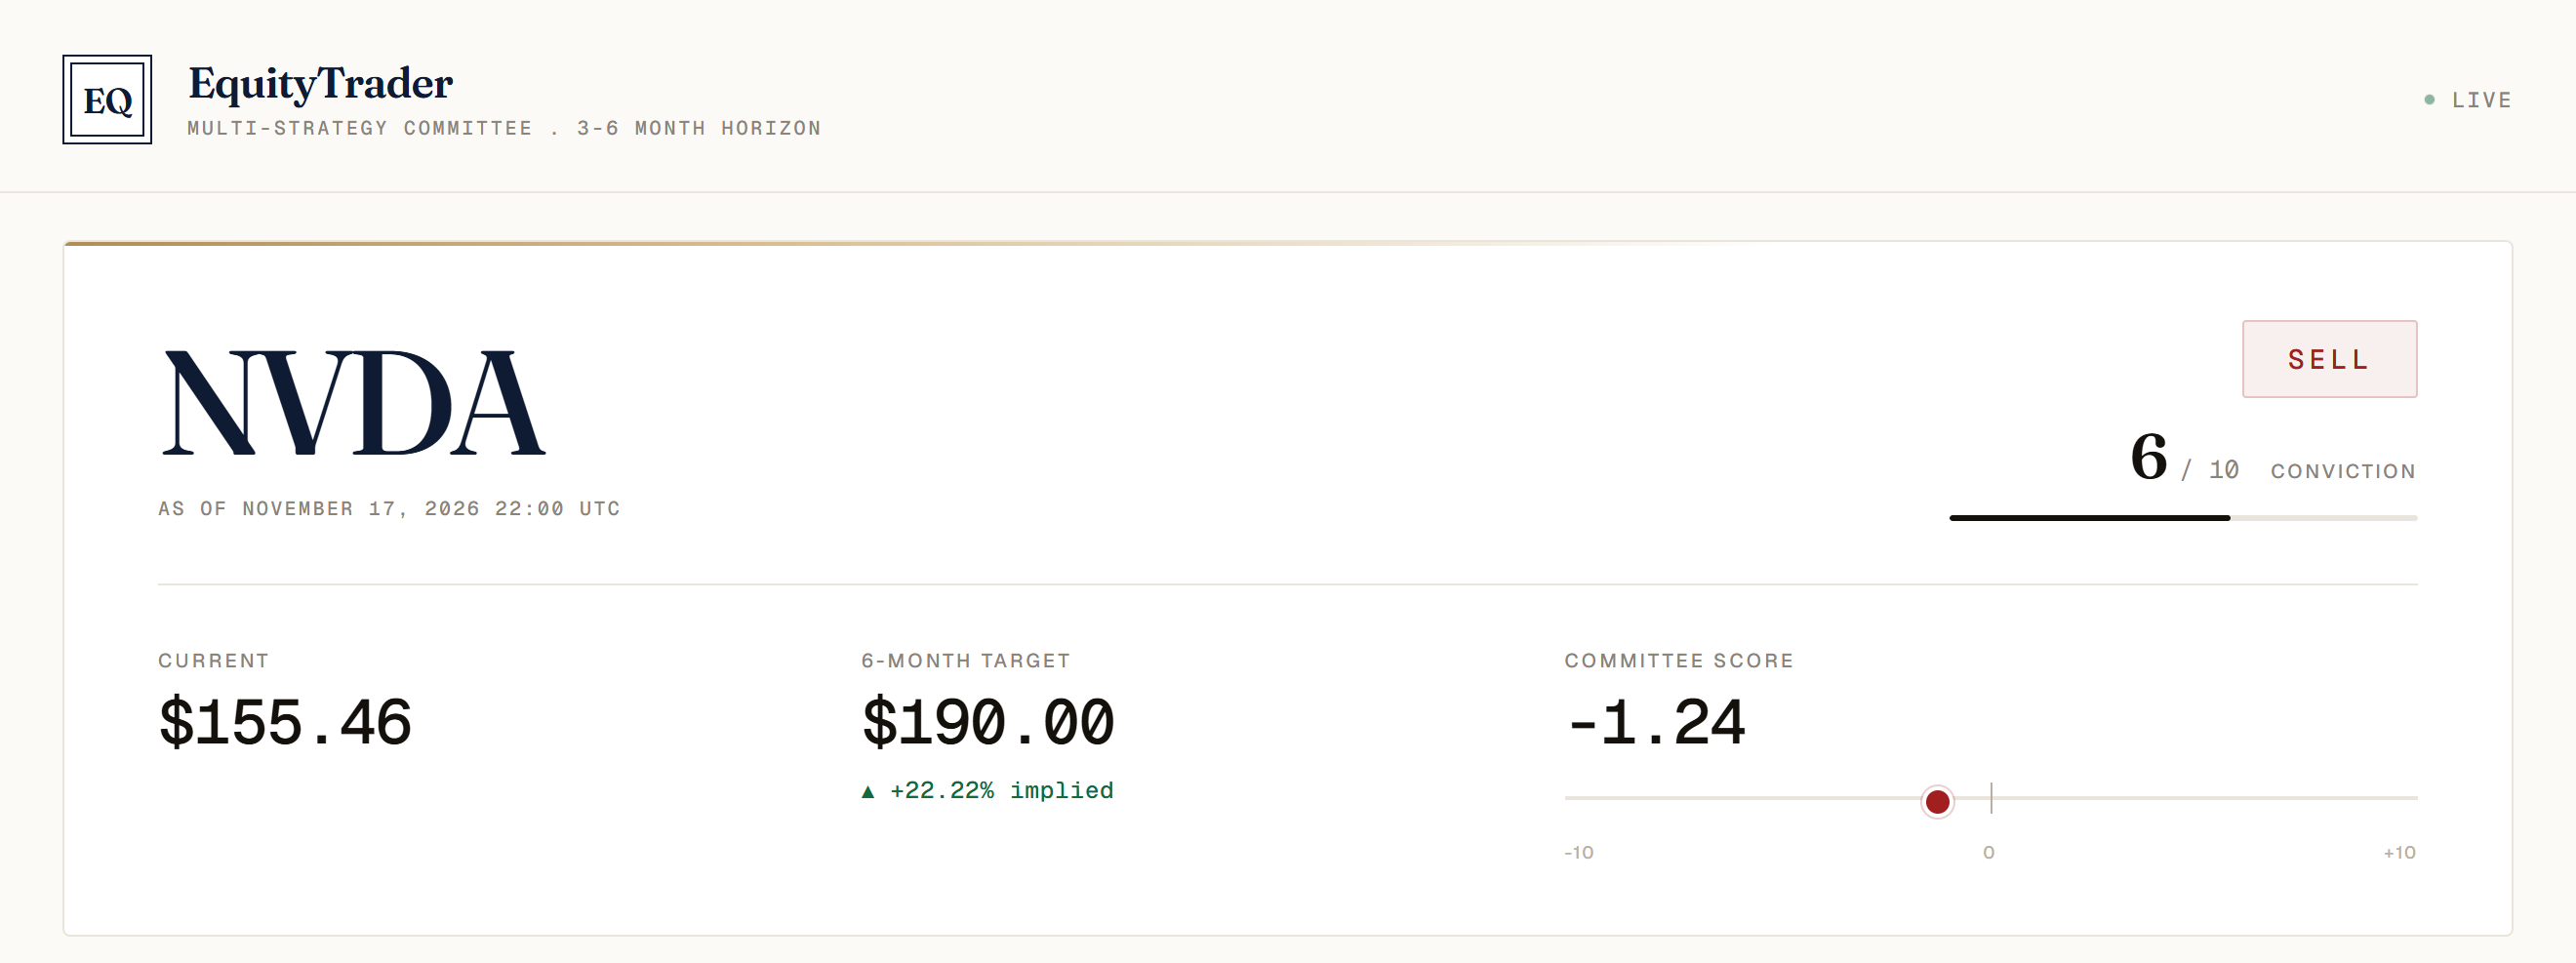 EQ
EquityTrader
MULTI-STRATEGY COMMITTEE . 3-6 MONTH HORIZON
LIVE
NVDA
AS OF NOVEMBER 17, 2026 22:00 UTC
SELL
6 / 10 CONVICTION
CURRENT
$155.46
6-MONTH TARGET
$190.00
▲ +22.22% implied
COMMITTEE SCORE
-1.24
-10 0 +10